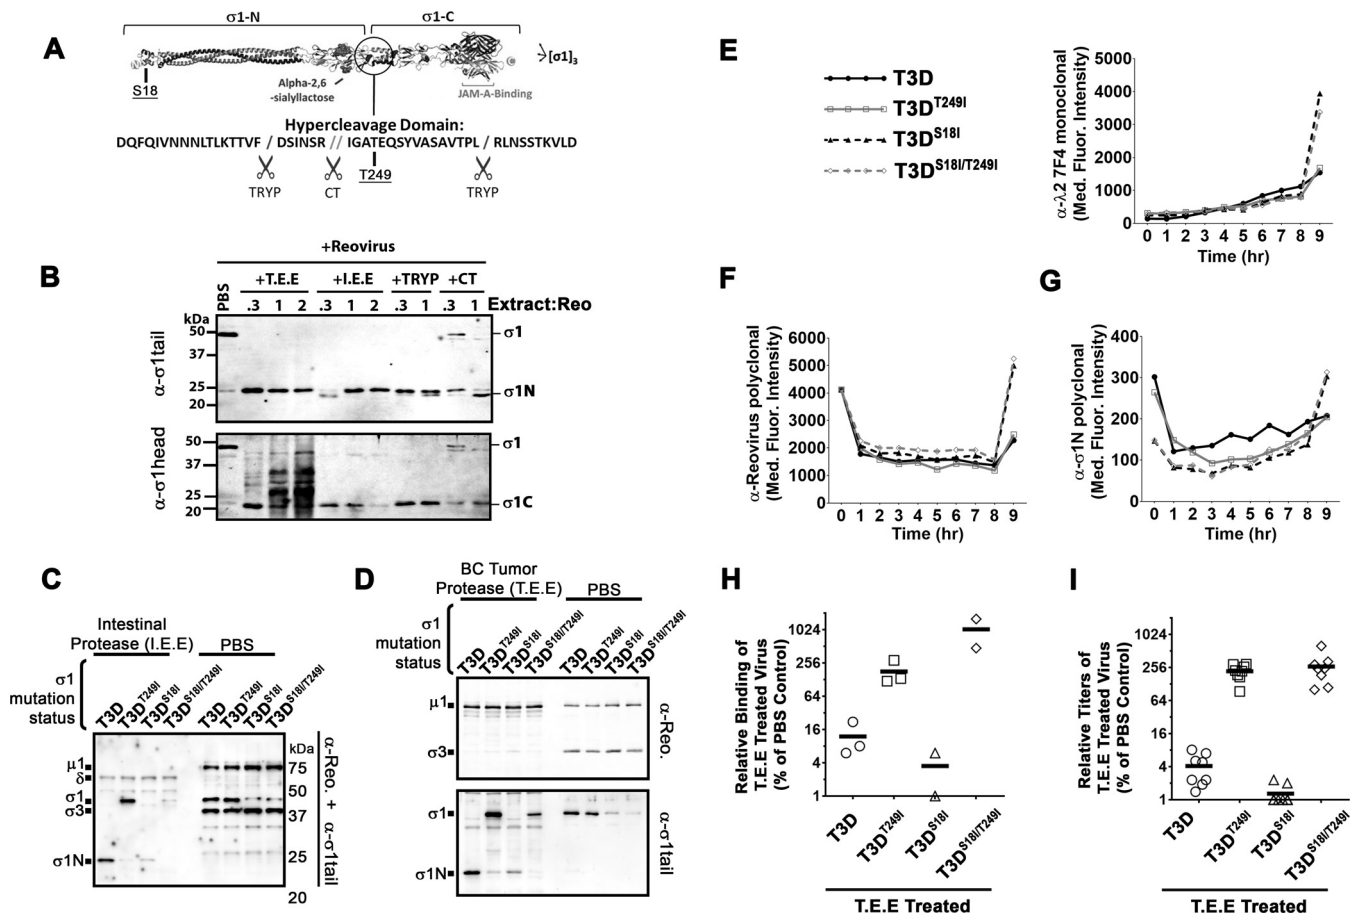 A
σ1-N
σ1-C
[σ1]3
S18
Alpha-2,6
-sialyllactose
JAM-A-Binding
Hypercleavage Domain:
DQFQIVNNNLTLKTTVF / DSINSR // IGATEQSYVASAVTPL / RLNSSTKVLD
T249
TRYP
CT
TRYP
B
+Reovirus
+T.E.E
+I.E.E
+TRYP
+CT
PBS
.3 1 2 .3 1 2 .3 1 .3 1
Extract:Reo
kDa
α-σ1tail
50
37
25
20
σ1
σ1N
α-σ1head
50
37
25
20
σ1
σ1C
C
Intestinal
Protease (I.E.E)
PBS
σ1
mutation
status
T3D
T3DT249I
T3DS18I
T3DS18I/T249I
T3D
T3DT249I
T3DS18I
T3DS18I/T249I
μ1
δ
σ1
σ3
σ1N
kDa
75
50
37
25
20
α-Reo. + α-σ1tail
D
BC Tumor
Protease (T.E.E)
PBS
σ1
mutation
status
T3D
T3DT249I
T3DS18I
T3DS18I/T249I
T3D
T3DT249I
T3DS18I
T3DS18I/T249I
μ1
σ3
α-Reo.
σ1
σ1N
α-σ1tail
E
T3D
T3DT249I
T3DS18I
T3DS18I/T249I
α-λ2 7F4 monoclonal
(Med. Fluor. Intensity)
5000
4000
3000
2000
1000
0
0 1 2 3 4 5 6 7 8 9
Time (hr)
F
α-Reovirus polyclonal
(Med. Fluor. Intensity)
6000
5000
4000
3000
2000
1000
0
0 1 2 3 4 5 6 7 8 9
Time (hr)
G
α-σ1N polyclonal
(Med. Fluor. Intensity)
400
300
200
100
0
0 1 2 3 4 5 6 7 8 9
Time (hr)
H
Relative Binding of
T.E.E Treated Virus
(% of PBS Control)
1024
256
64
16
4
1
T3D
T3DT249I
T3DS18I
T3DS18I/T249I
T.E.E Treated
I
Relative Titers of
T.E.E Treated Virus
(% of PBS Control)
1024
256
64
16
4
1
T3D
T3DT249I
T3DS18I
T3DS18I/T249I
T.E.E Treated